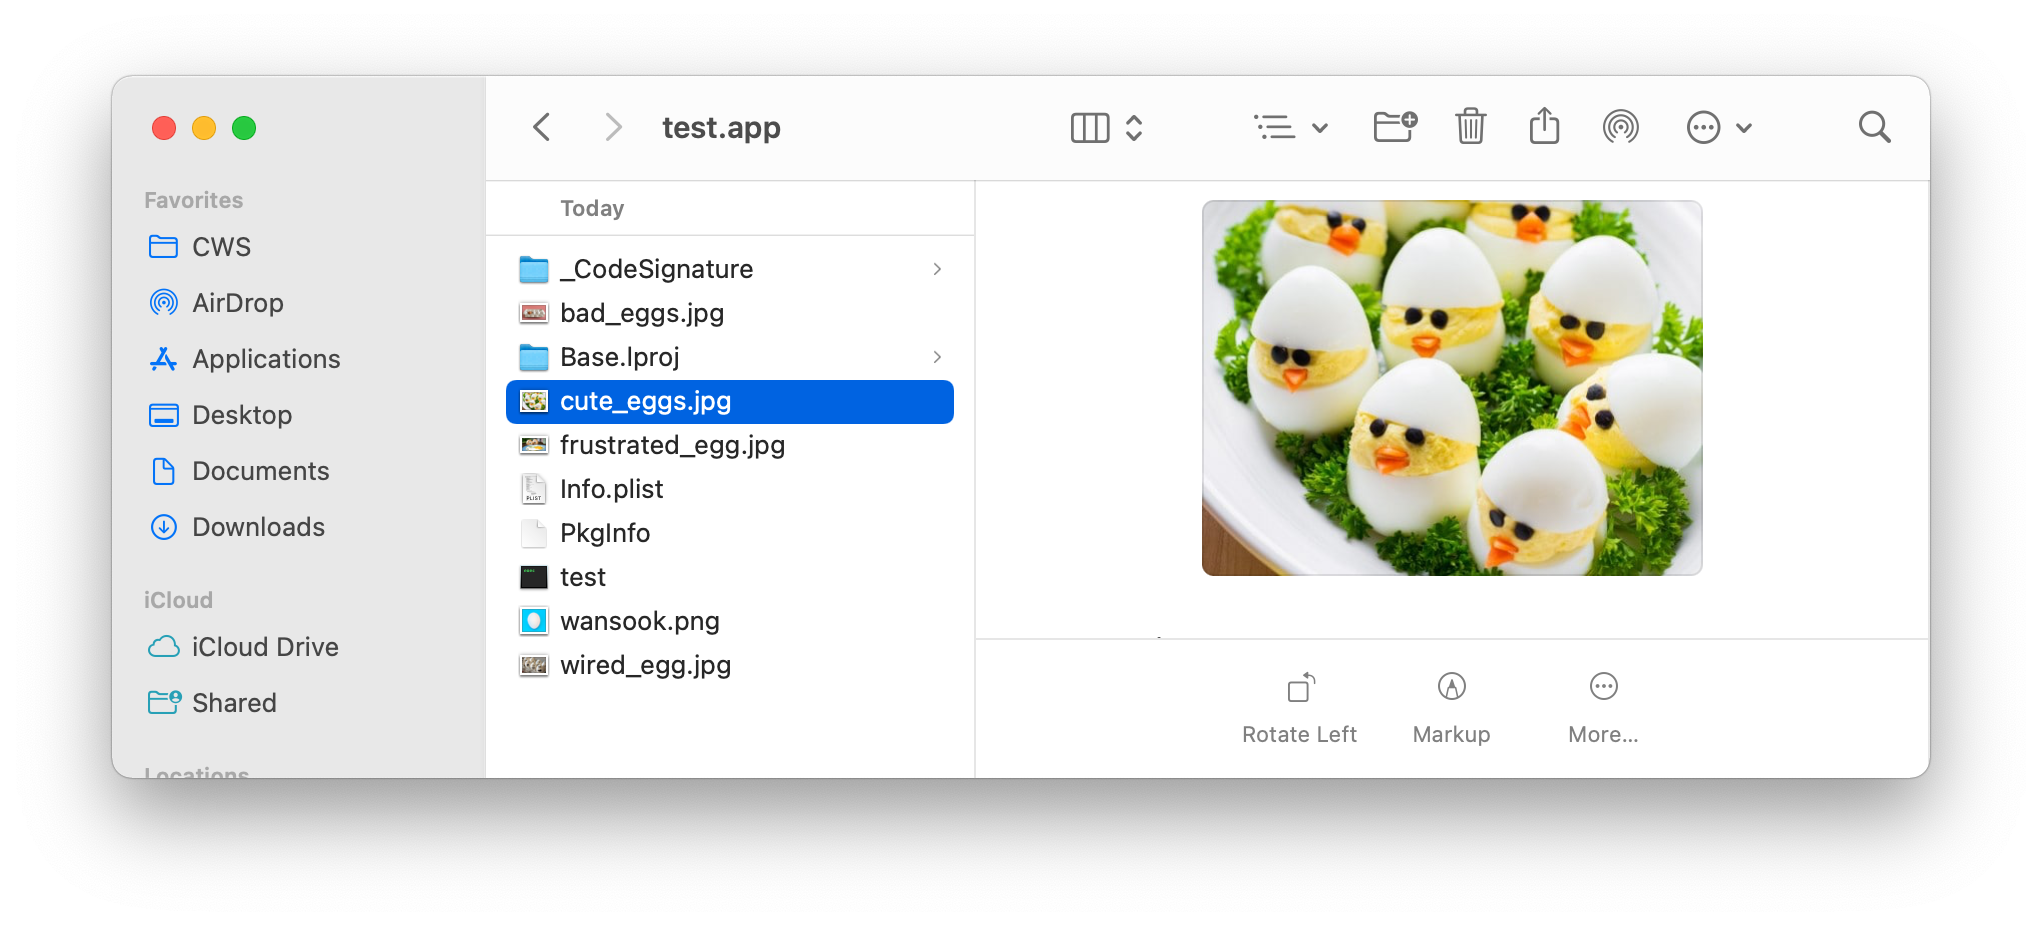 test.app
Favorites
CWS
AirDrop
Applications
Desktop
Documents
Downloads
iCloud
iCloud Drive
Shared
Locations
Today
_CodeSignature
bad_eggs.jpg
Base.lproj
cute_eggs.jpg
frustrated_egg.jpg
Info.plist
PkgInfo
test
wansook.png
wired_egg.jpg
PLIST
Rotate Left
Markup
More...